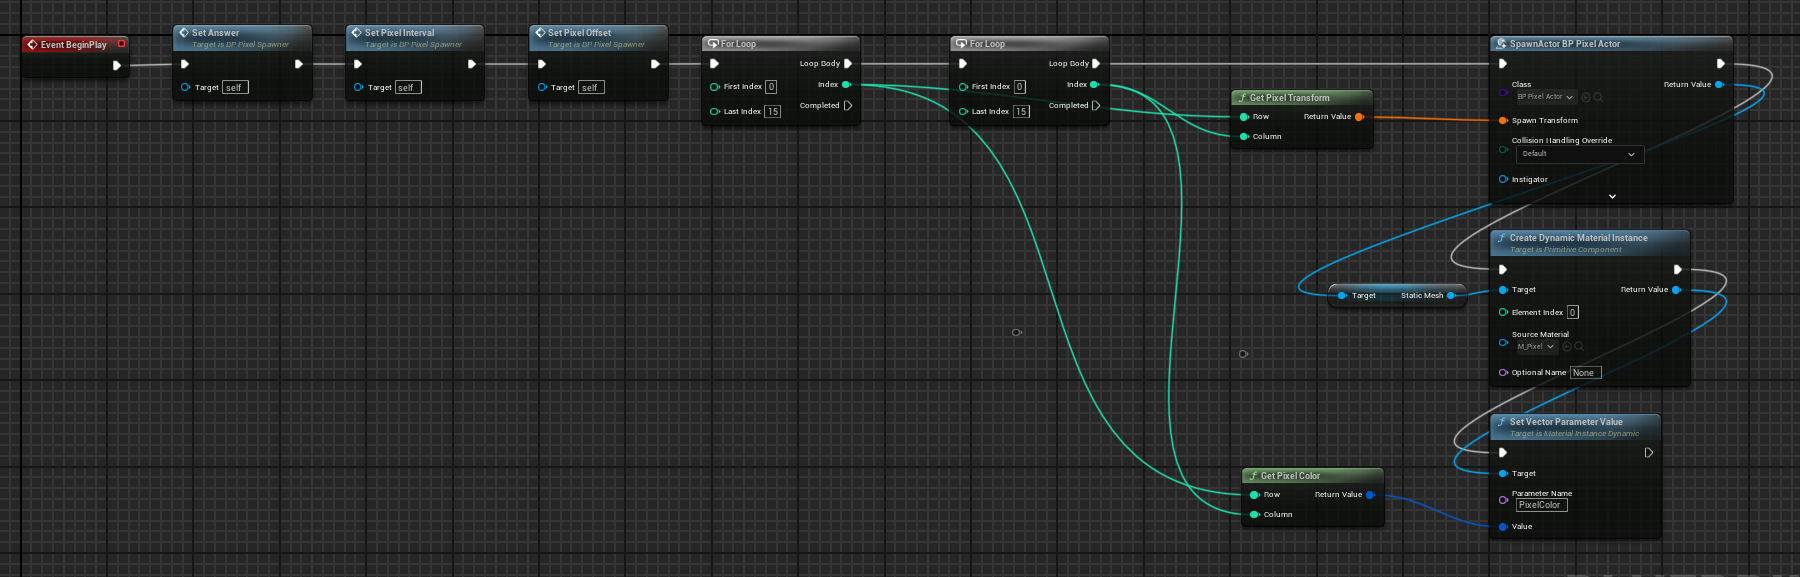 Event BeginPlay
Set Answer
Target is BP Pixel Spawner
Target self
Set Pixel Interval
Target is BP Pixel Spawner
Target self
Set Pixel Offset
Target is BP Pixel Spawner
Target self
For Loop
Loop Body
First Index 0
Index
Last Index 15
Completed
For Loop
Loop Body
First Index 0
Index
Last Index 15
Completed
Get Pixel Transform
Row Return Value
Column
SpawnActor BP Pixel Actor
Class
Return Value
BP Pixel Actor
Spawn Transform
Collision Handling Override
Default
Instigator
Create Dynamic Material Instance
Target is Primitive Component
Target Static Mesh
Target Return Value
Element Index 0
Source Material
M_Pixel
Optional Name None
Set Vector Parameter Value
Target is Material Instance Dynamic
Target
Parameter Name
PixelColor
Value
Get Pixel Color
Row Return Value
Column